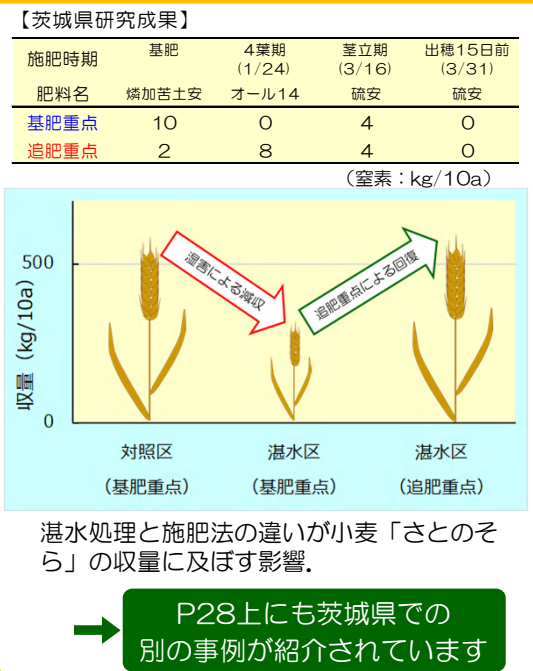 【茨城県研究成果】
施肥時期 基肥 4葉期 (1/24) 茎立期 (3/16) 出穂15日前 (3/31)
肥料名 燐加苦土安 オール14 硫安 硫安
基肥重点 10 0 4 0
追肥重点 2 8 4 0
(窒素：kg/10a)
収量 (kg/10a)
500
0
湿害による減収
追肥重点による回復
対照区 湛水区 湛水区
(基肥重点) (基肥重点) (追肥重点)
湛水処理と施肥法の違いが小麦「さとのそ
ら」の収量に及ぼす影響.
P28上にも茨城県での
別の事例が紹介されています